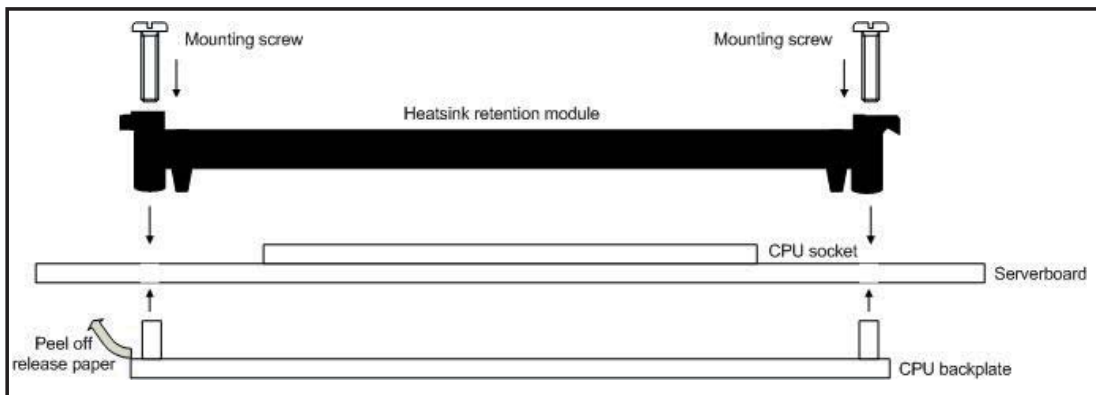 Mounting screw
Mounting screw
Heatsink retention module
CPU socket
Serverboard
Peel off
release paper
CPU backplate